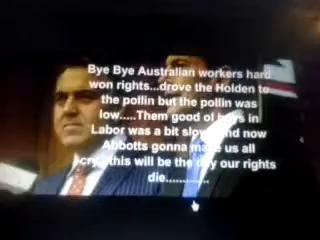 Bye Bye Australian workers hard
won rights...drove the Holden to
the pollin but the pollin was
low.....Them good ol boys in
Labor was a bit slow and now
Abbotts gonna make us all
cry...this will be the day our rights
die.............